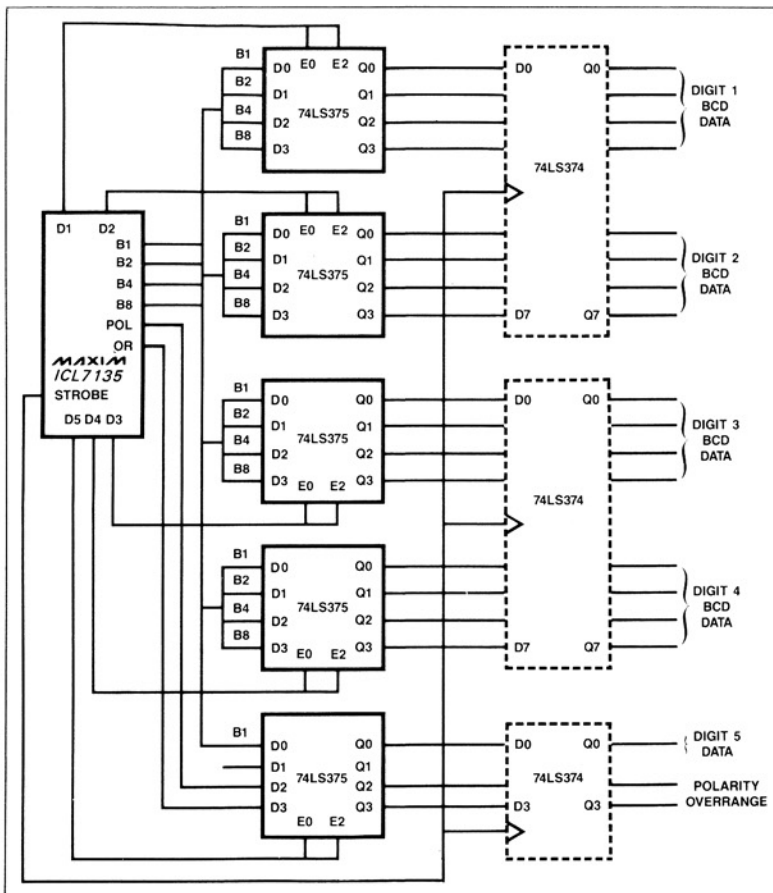 B1
E0 E2
D0 Q0
B2
D1 Q1
74LS375
B4
D2 Q2
B8
D3 Q3
D0 Q0
74LS374
D7 Q7
DIGIT 1
BCD
DATA
DIGIT 2
BCD
DATA
D1 D2
B1
B2
B4
B8
POL
OR
MAXIM
ICL7135
STROBE
D5 D4 D3
B1
E0 E2
D0 Q0
B2
D1 Q1
74LS375
B4
D2 Q2
B8
D3 Q3
B1
D0 Q0
B2
D1 Q1
74LS375
B4
D2 Q2
B8
D3 Q3
E0 E2
D0 Q0
74LS374
D7 Q7
DIGIT 3
BCD
DATA
DIGIT 4
BCD
DATA
B1
D0 Q0
B2
D1 Q1
74LS375
B4
D2 Q2
B8
D3 Q3
E0 E2
B1
D0 Q0
D1 Q1
74LS375
D2 Q2
D3 Q3
E0 E2
D0 Q0
74LS374
D3 Q3
DIGIT 5
DATA
POLARITY
OVERRANGE